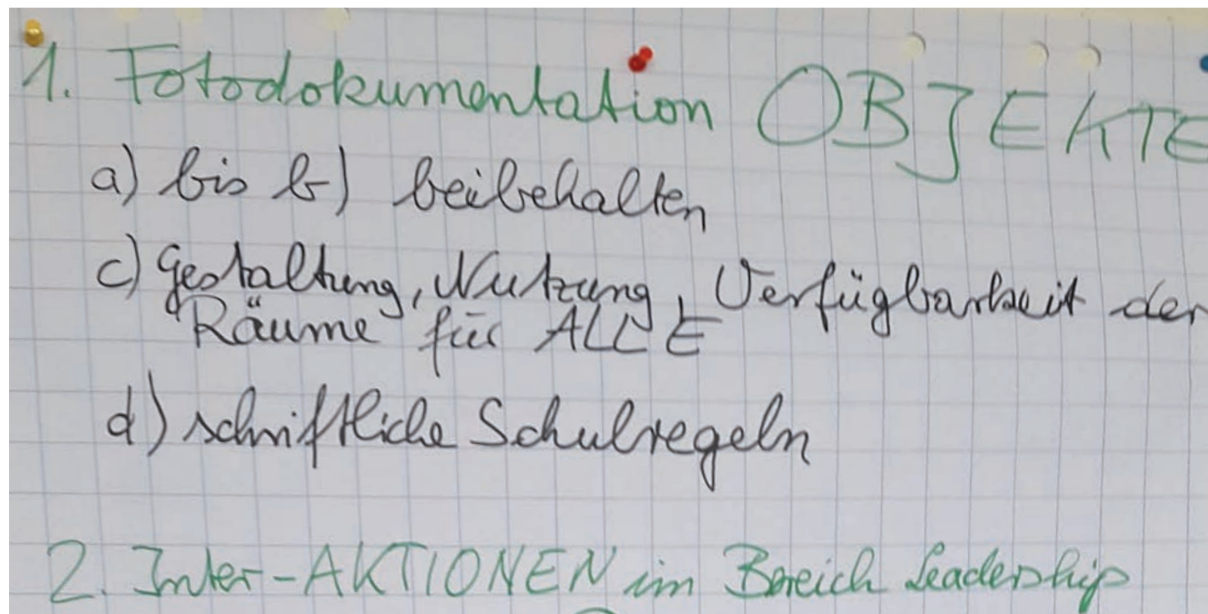 1. Fotodokumentation OBJEKTE
a) bis b) beibehalten
c) Gestaltung, Nutzung, Verfügbarkeit der
Räume für ALLE
d) schriftliche Schulregeln
2. Inter-AKTIONEN im Bereich Leadership